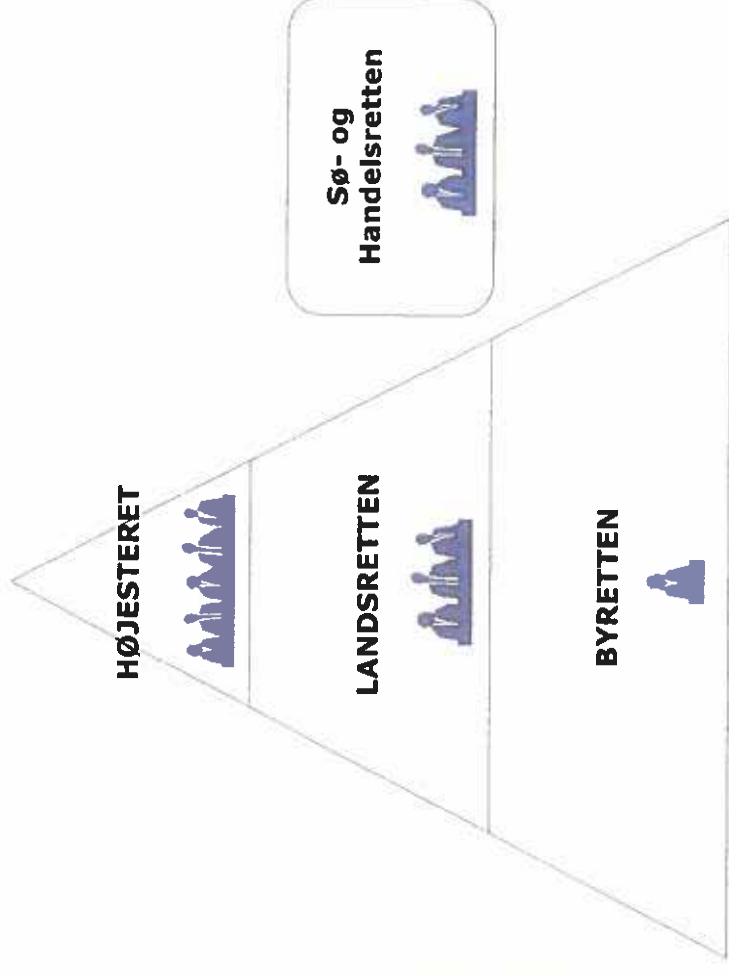 HØJESTERET
LANDSRETTEN
BYRETTEN
Sø- og
Handelsretten